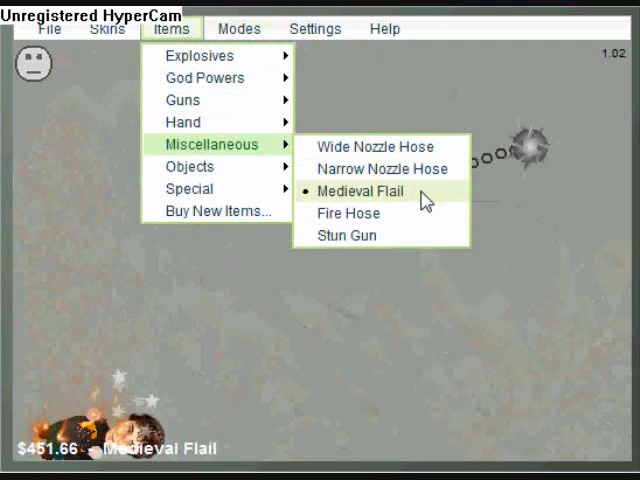 Unregistered HyperCam
File Skins Items Modes Settings Help
1.02
Explosives
God Powers
Guns
Hand
Miscellaneous
Objects
Special
Buy New Items...
Wide Nozzle Hose
Narrow Nozzle Hose
Medieval Flail
Fire Hose
Stun Gun
$451.66 - Medieval Flail